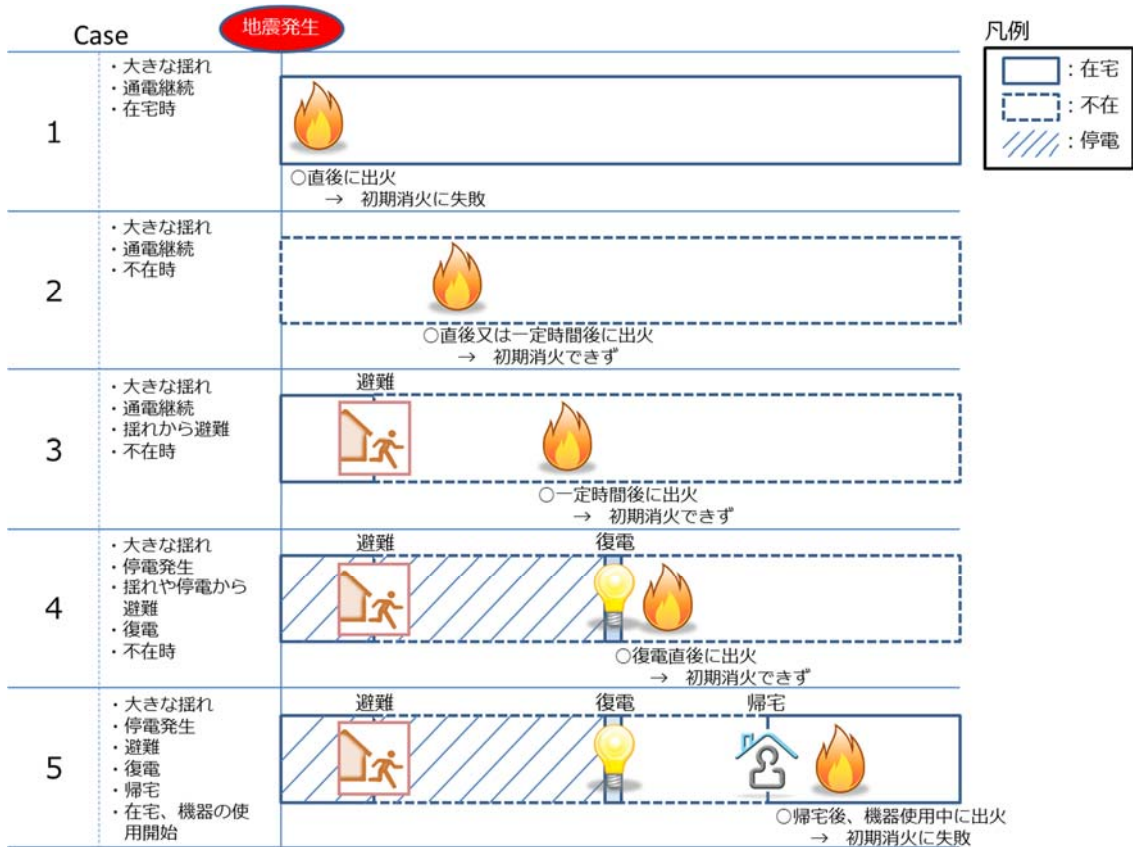 Case
地震発生
凡例
：在宅
：不在
：停電
1
・大きな揺れ
・通電継続
・在宅時
○直後に出火
→ 初期消火に失敗
2
・大きな揺れ
・通電継続
・不在時
○直後又は一定時間後に出火
→ 初期消火できず
3
・大きな揺れ
・通電継続
・揺れから避難
・不在時
避難
○一定時間後に出火
→ 初期消火できず
4
・大きな揺れ
・停電発生
・揺れや停電から
避難
・復電
・不在時
避難
復電
○復電直後に出火
→ 初期消火できず
5
・大きな揺れ
・停電発生
・避難
・復電
・帰宅
・在宅、機器の使
用開始
避難
復電
帰宅
○帰宅後、機器使用中に出火
→ 初期消火に失敗